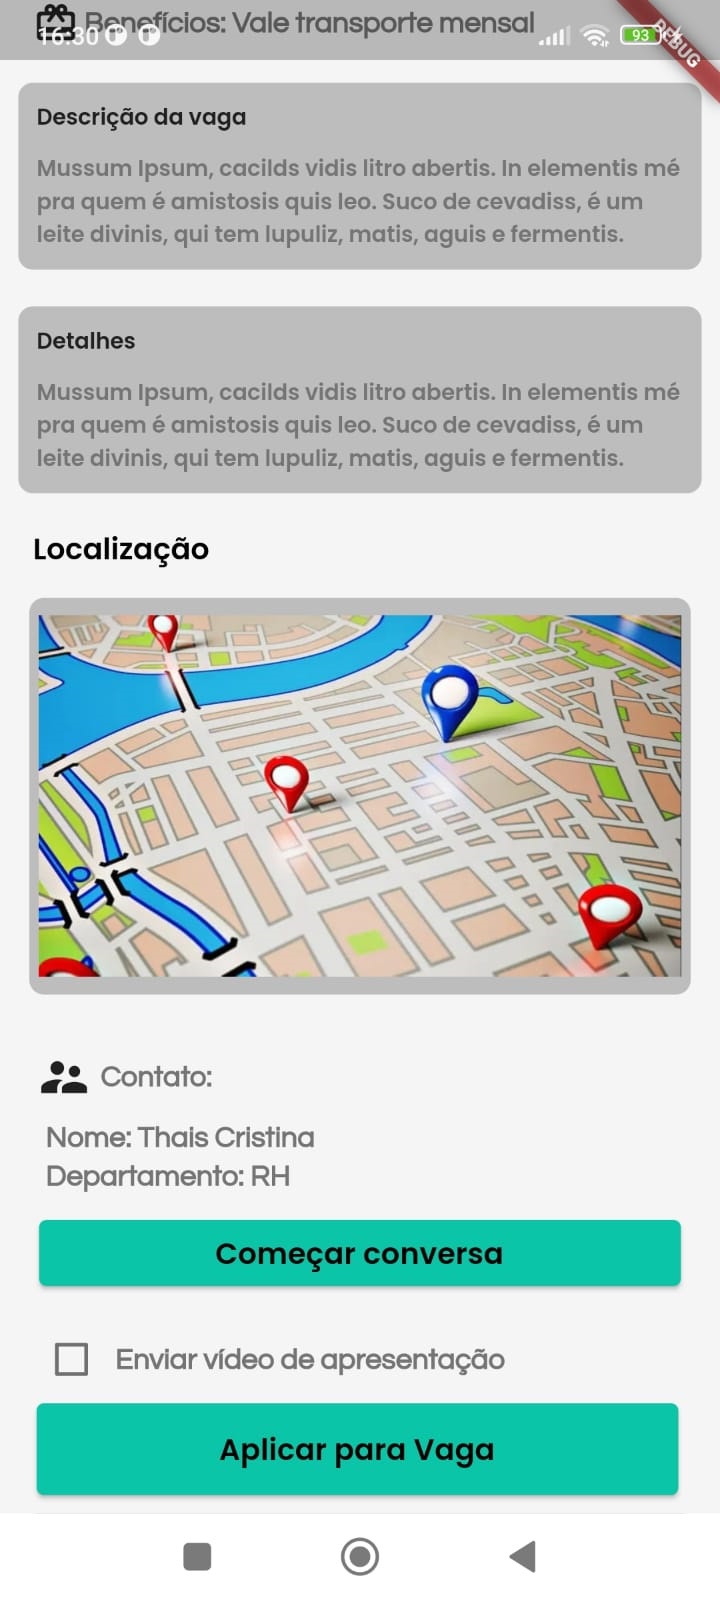 Benefícios: Vale transporte mensal
16:30
93
DEBUG
Descrição da vaga
Mussum Ipsum, cacilds vidis litro abertis. In elementis mé
pra quem é amistosis quis leo. Suco de cevadiss, é um
leite divinis, qui tem lupuliz, matis, aguis e fermentis.
Detalhes
Mussum Ipsum, cacilds vidis litro abertis. In elementis mé
pra quem é amistosis quis leo. Suco de cevadiss, é um
leite divinis, qui tem lupuliz, matis, aguis e fermentis.
Localização
Contato:
Nome: Thais Cristina
Departamento: RH
Começar conversa
Enviar vídeo de apresentação
Aplicar para Vaga